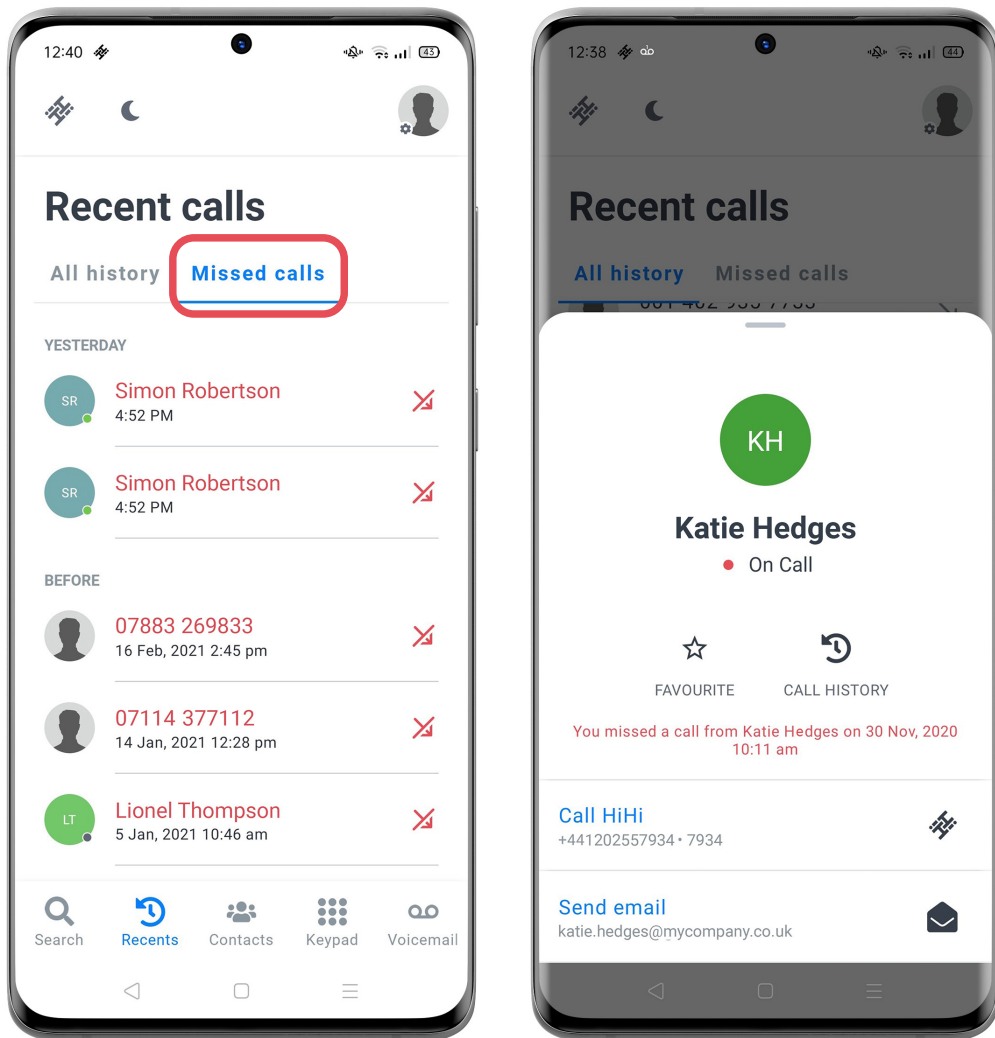 12:40
43
Recent calls
All history
Missed calls
YESTERDAY
SR
Simon Robertson
4:52 PM
SR
Simon Robertson
4:52 PM
BEFORE
07883 269833
16 Feb, 2021 2:45 pm
07114 377112
14 Jan, 2021 12:28 pm
LT
Lionel Thompson
5 Jan, 2021 10:46 am
Search
Recents
Contacts
Keypad
Voicemail
12:38
44
Recent calls
All history
Missed calls
KH
Katie Hedges
On Call
FAVOURITE
CALL HISTORY
You missed a call from Katie Hedges on 30 Nov, 2020
10:11 am
Call HiHi
+441202557934 • 7934
Send email
katie.hedges@mycompany.co.uk